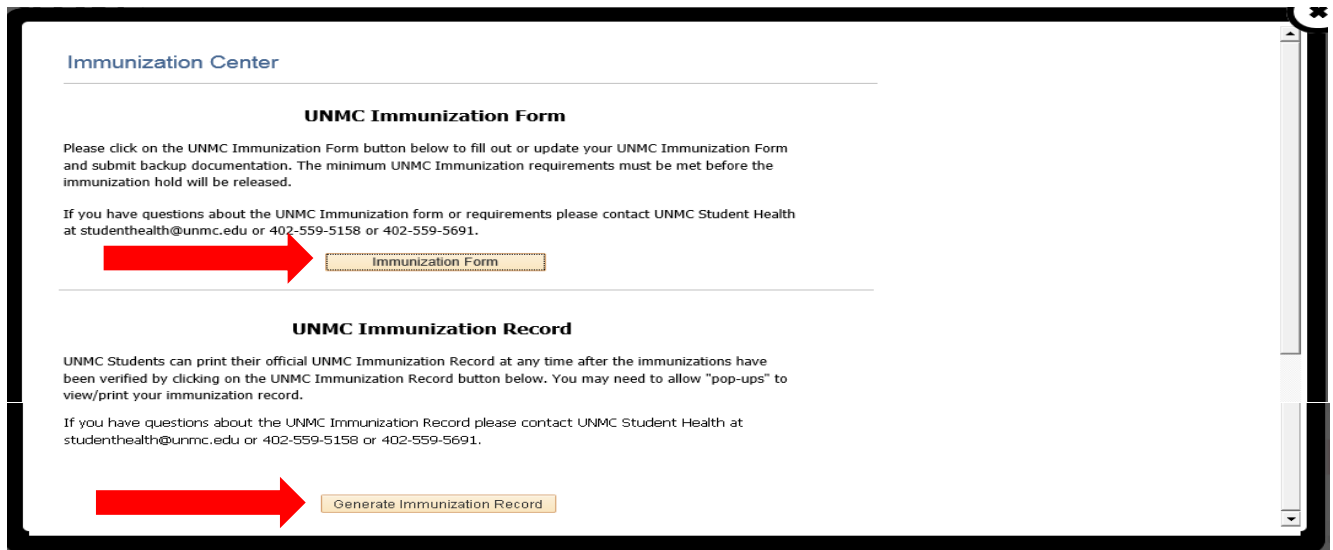 Immunization Center
UNMC Immunization Form
Please click on the UNMC Immunization Form button below to fill out or update your UNMC Immunization Form
and submit backup documentation. The minimum UNMC Immunization requirements must be met before the
immunization hold will be released.
If you have questions about the UNMC Immunization form or requirements please contact UNMC Student Health
at studenthealth@unmc.edu or 402-559-5158 or 402-559-5691.
Immunization Form
UNMC Immunization Record
UNMC Students can print their official UNMC Immunization Record at any time after the immunizations have
been verified by clicking on the UNMC Immunization Record button below. You may need to allow "pop-ups" to
view/print your immunization record.
If you have questions about the UNMC Immunization Record please contact UNMC Student Health at
studenthealth@unmc.edu or 402-559-5158 or 402-559-5691.
Generate Immunization Record